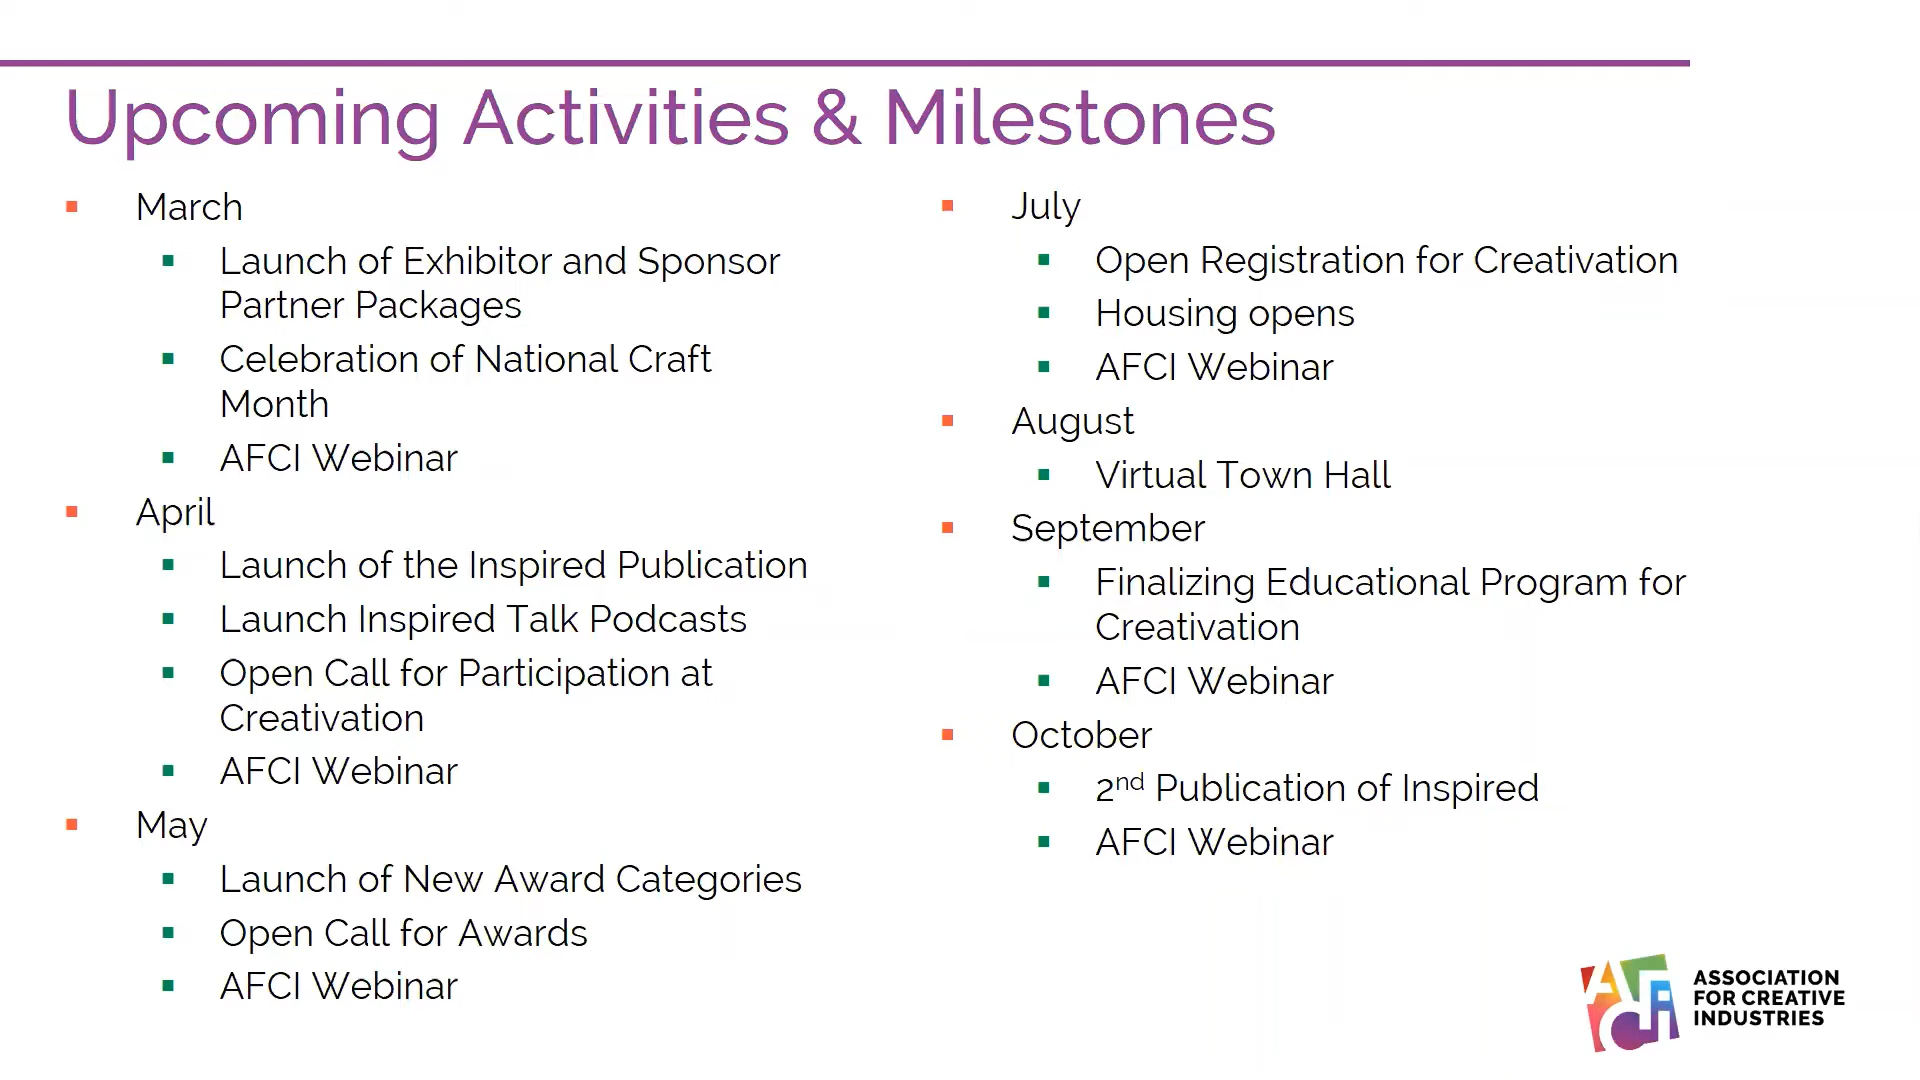 Upcoming Activities & Milestones
March
Launch of Exhibitor and Sponsor
Partner Packages
Celebration of National Craft
Month
AFCI Webinar
April
Launch of the Inspired Publication
Launch Inspired Talk Podcasts
Open Call for Participation at
Creativation
AFCI Webinar
May
Launch of New Award Categories
Open Call for Awards
AFCI Webinar
July
Open Registration for Creativation
Housing opens
AFCI Webinar
August
Virtual Town Hall
September
Finalizing Educational Program for
Creativation
AFCI Webinar
October
2nd Publication of Inspired
AFCI Webinar
AFCI
ASSOCIATION
FOR CREATIVE
INDUSTRIES